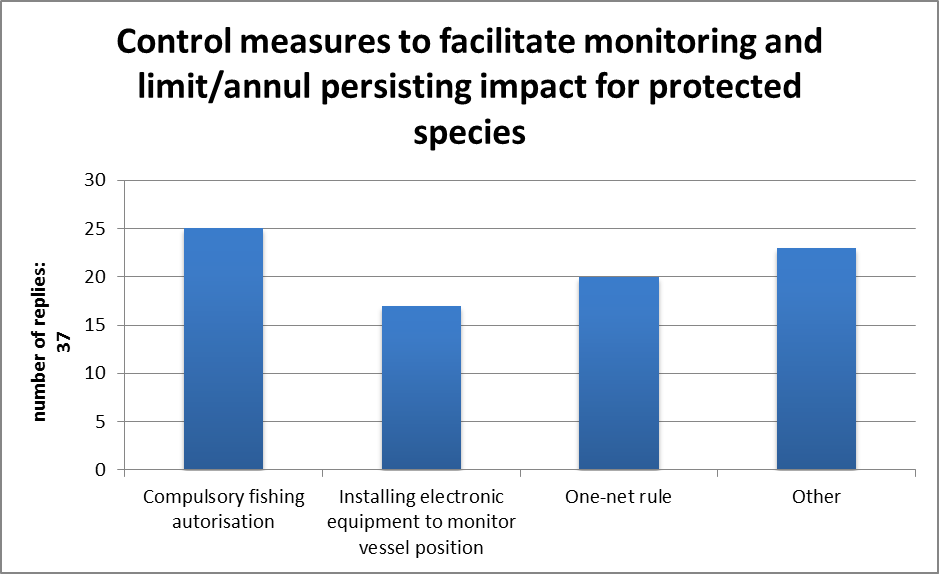 Control measures to facilitate monitoring and
limit/annul persisting impact for protected
species
30
25
20
15
10
5
0
number of replies:
37
Compulsory fishing
autorisation
Installing electronic
equipment to monitor
vessel position
One-net rule
Other